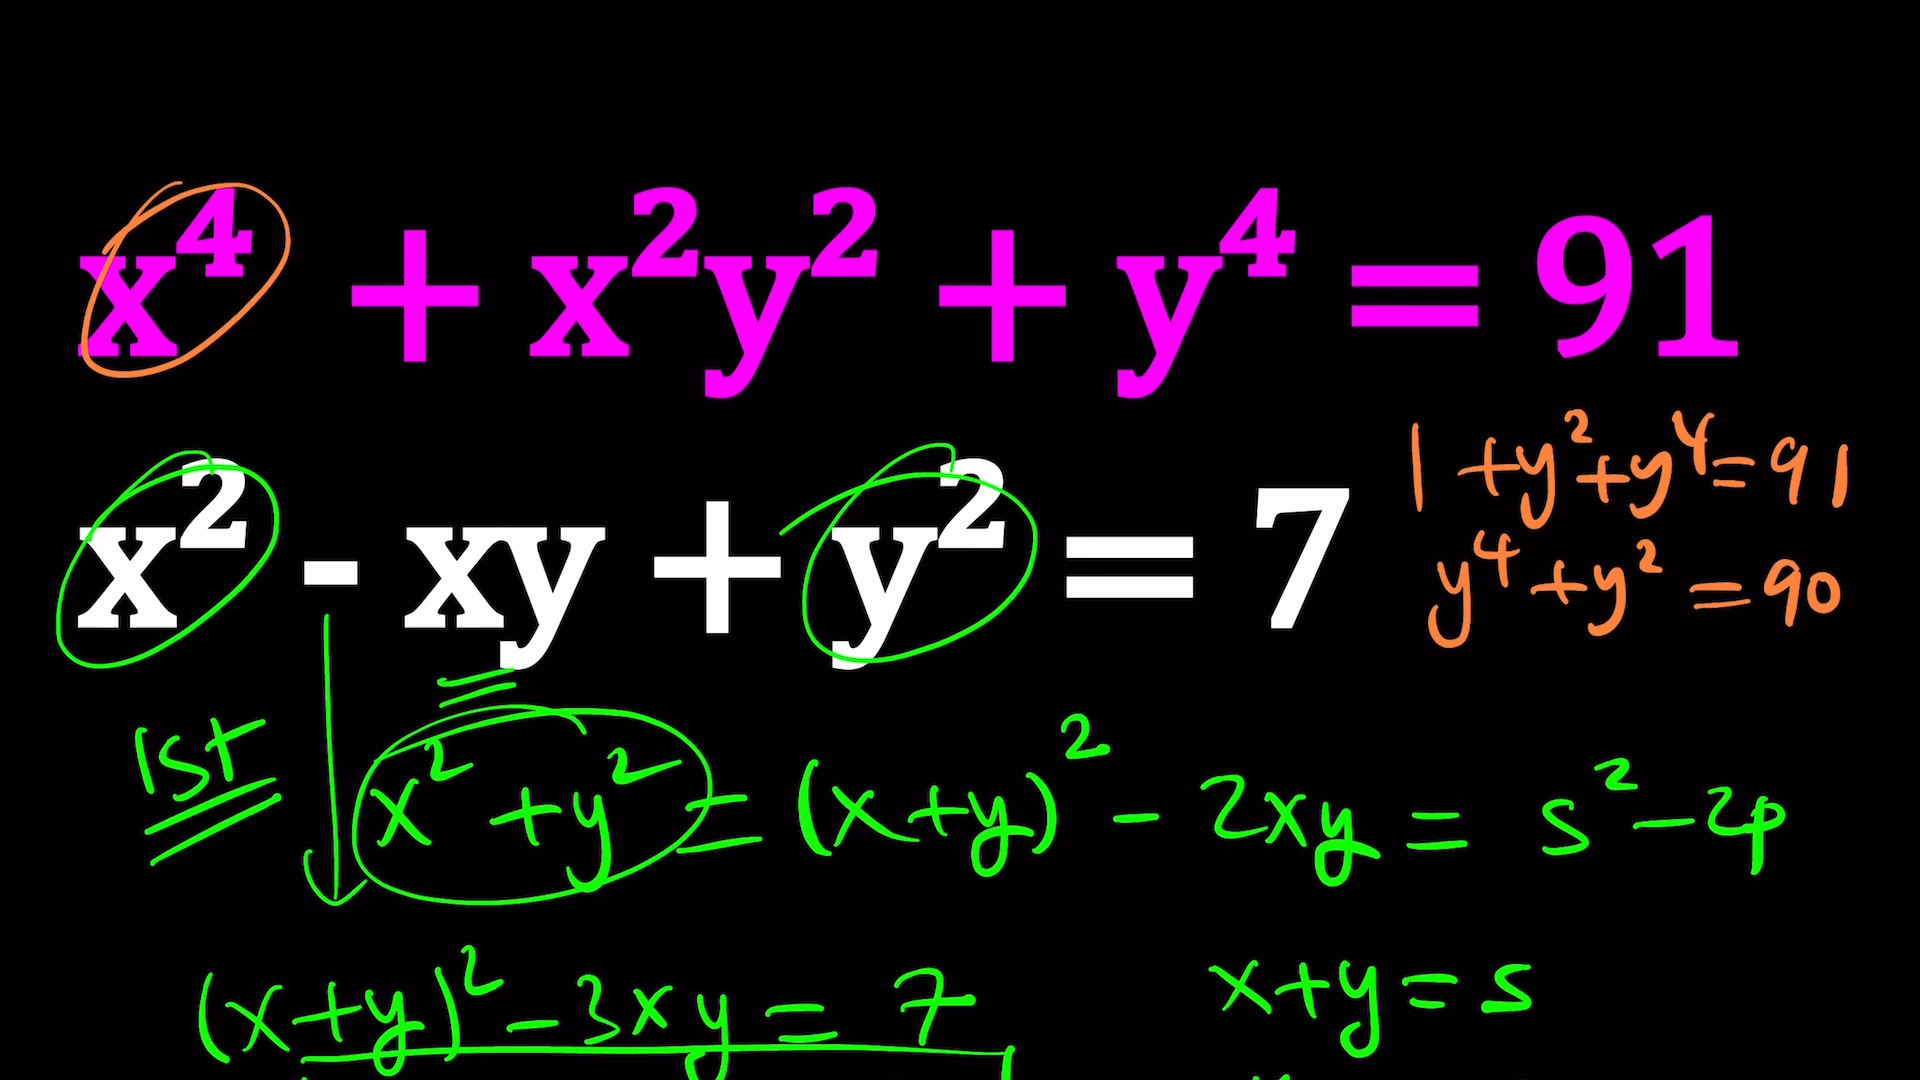 x⁴ + x²y² + y⁴ = 91
x² - xy + y² = 7
1 + y² + y⁴ = 91
y⁴ + y² = 90
1st
x² + y² = (x+y)² - 2xy = s² - 2p
(x+y)² - 3xy = 7
x+y = s